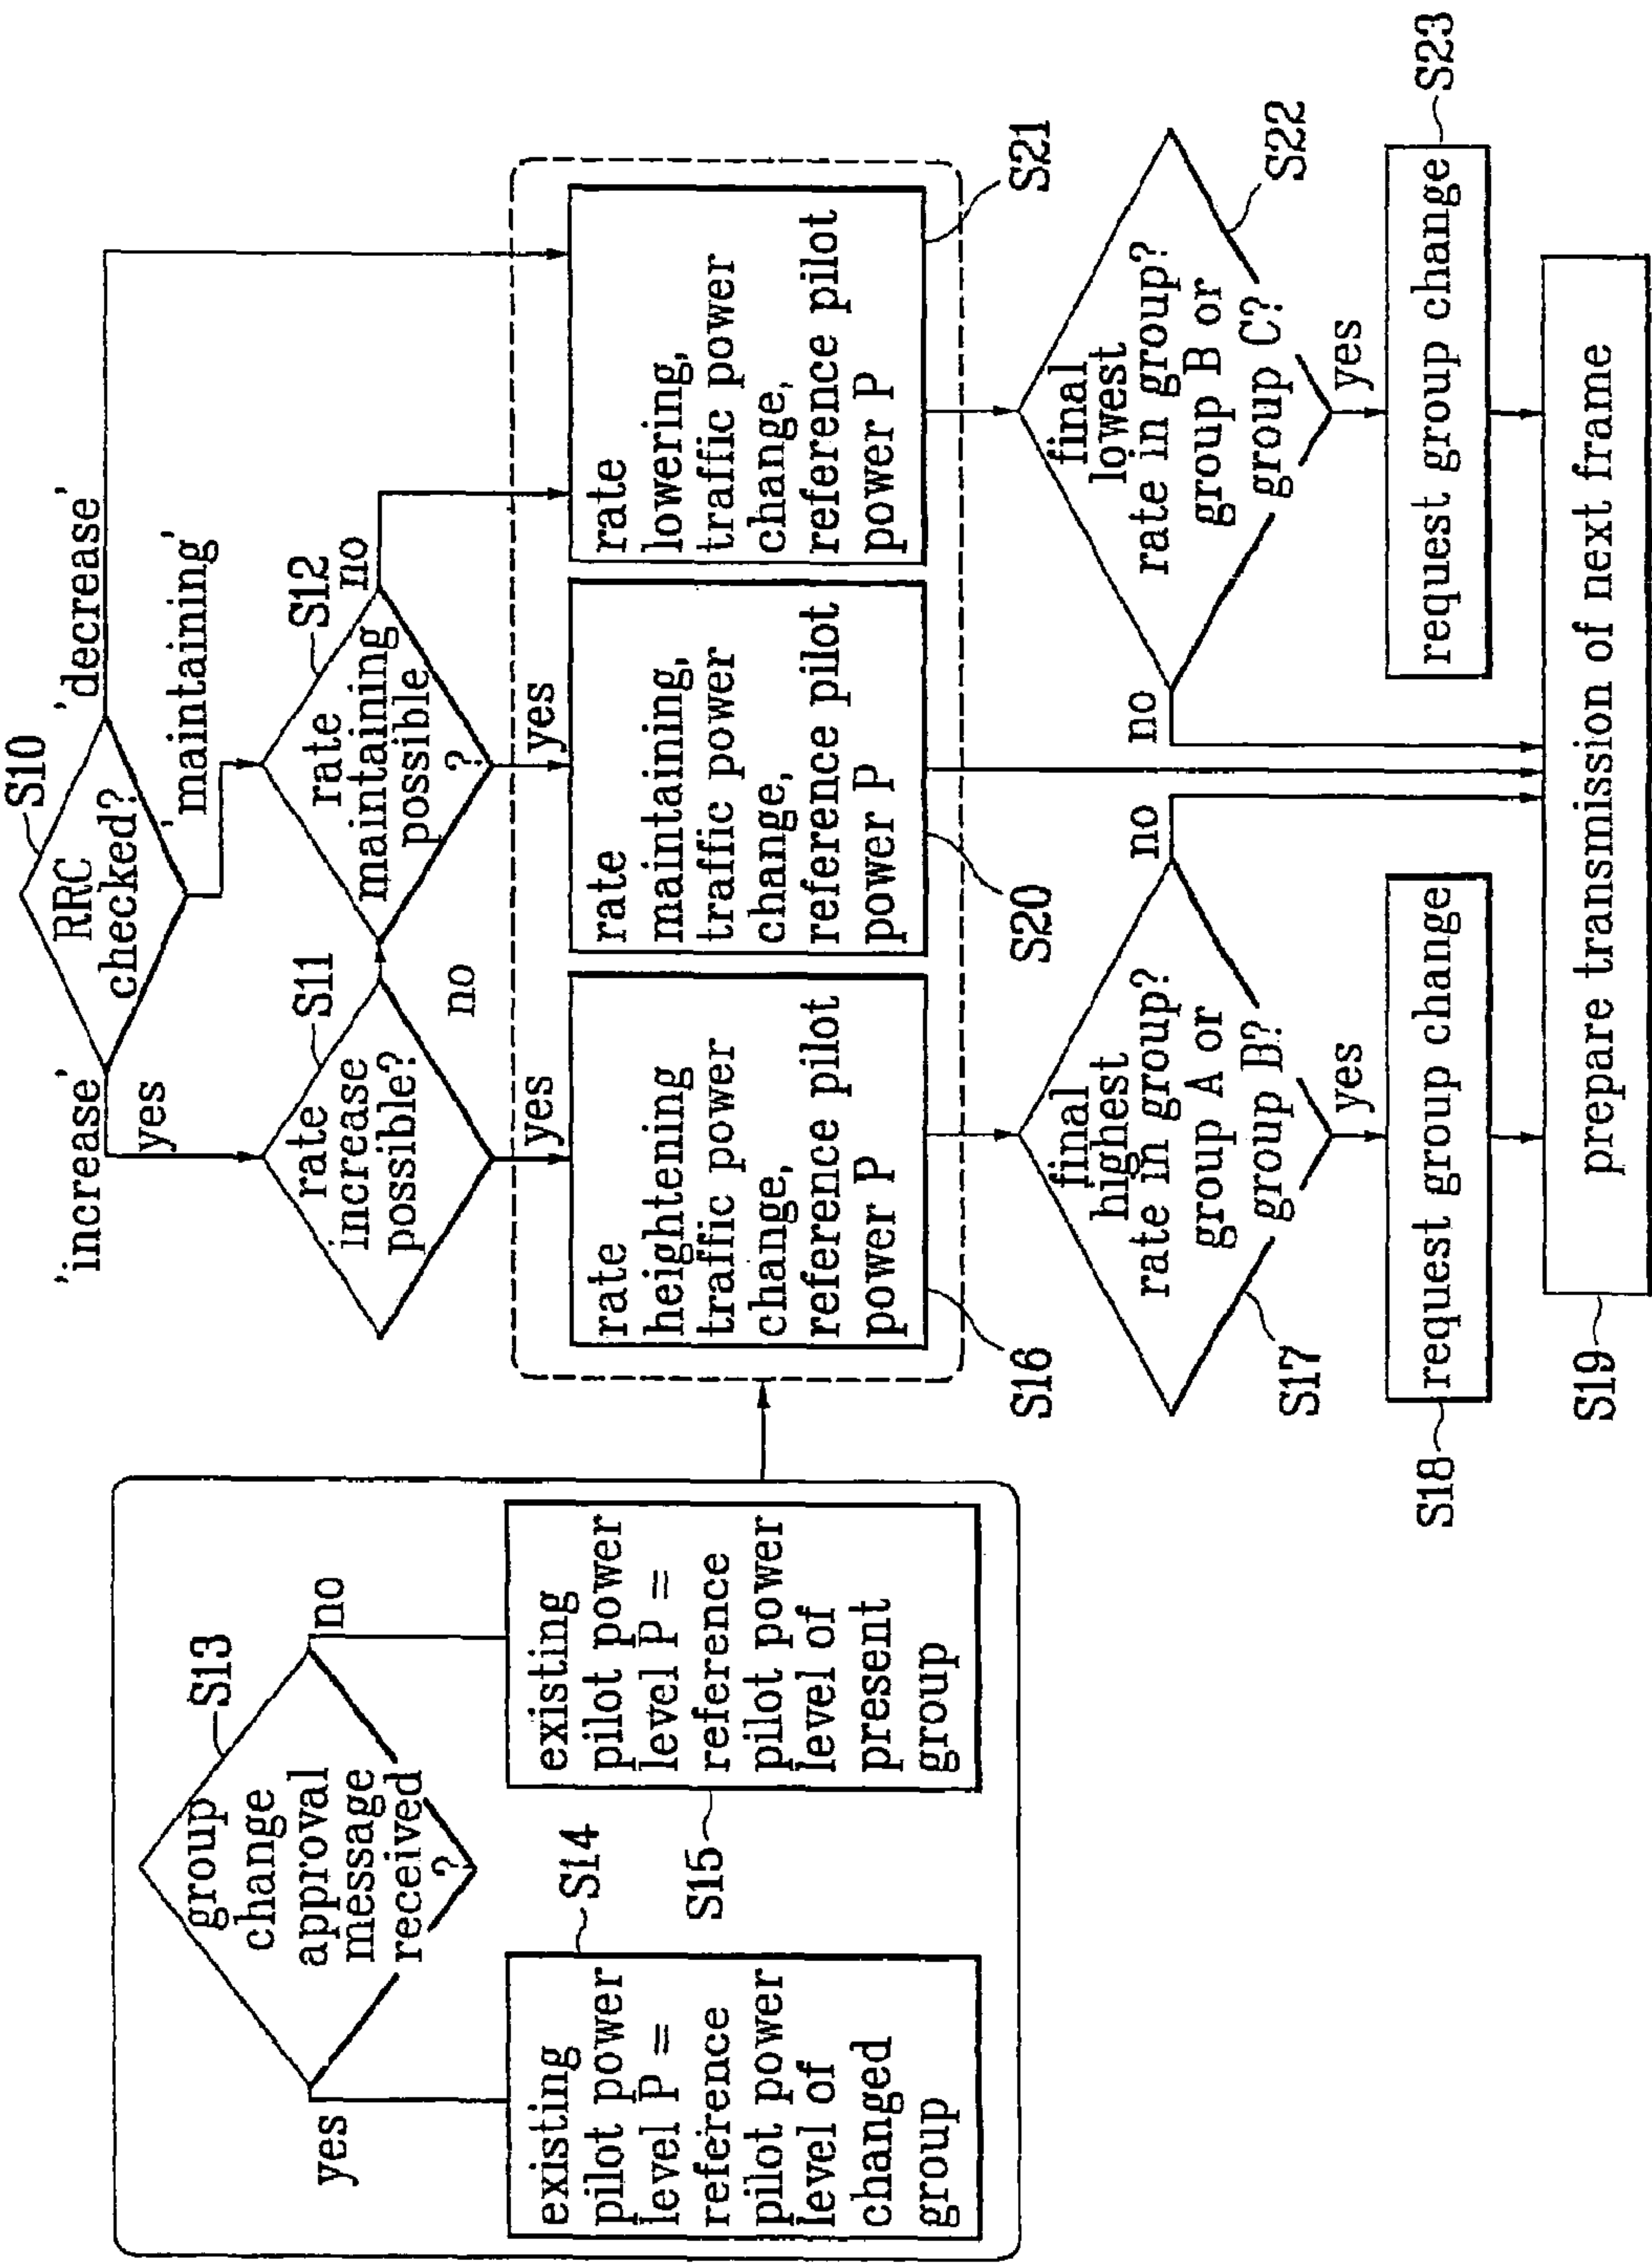 S10
RRC
checked?
'increase'
yes
'decrease'
'maintaining'
S11
rate
increase
possible?
no
yes
S12
rate
maintaining
possible
?
no
yes
S13
group
change
approval
message
received
?
yes
no
S14
existing
pilot power
level P =
reference
pilot power
level of
changed
group
S15
existing
pilot power
level P =
reference
pilot power
level of
present
group
rate
heightening
traffic power
change,
reference pilot
power P
S16
rate
maintaining,
traffic power
change,
reference pilot
power P
S20
rate
lowering,
traffic power
change,
reference pilot
power P
S21
final
highest
rate in group?
group A or
group B?
S17
no
yes
final
lowest
rate in group?
group B or
group C?
S22
no
yes
S18
request group change
request group change
S23
prepare transmission of next frame
S19